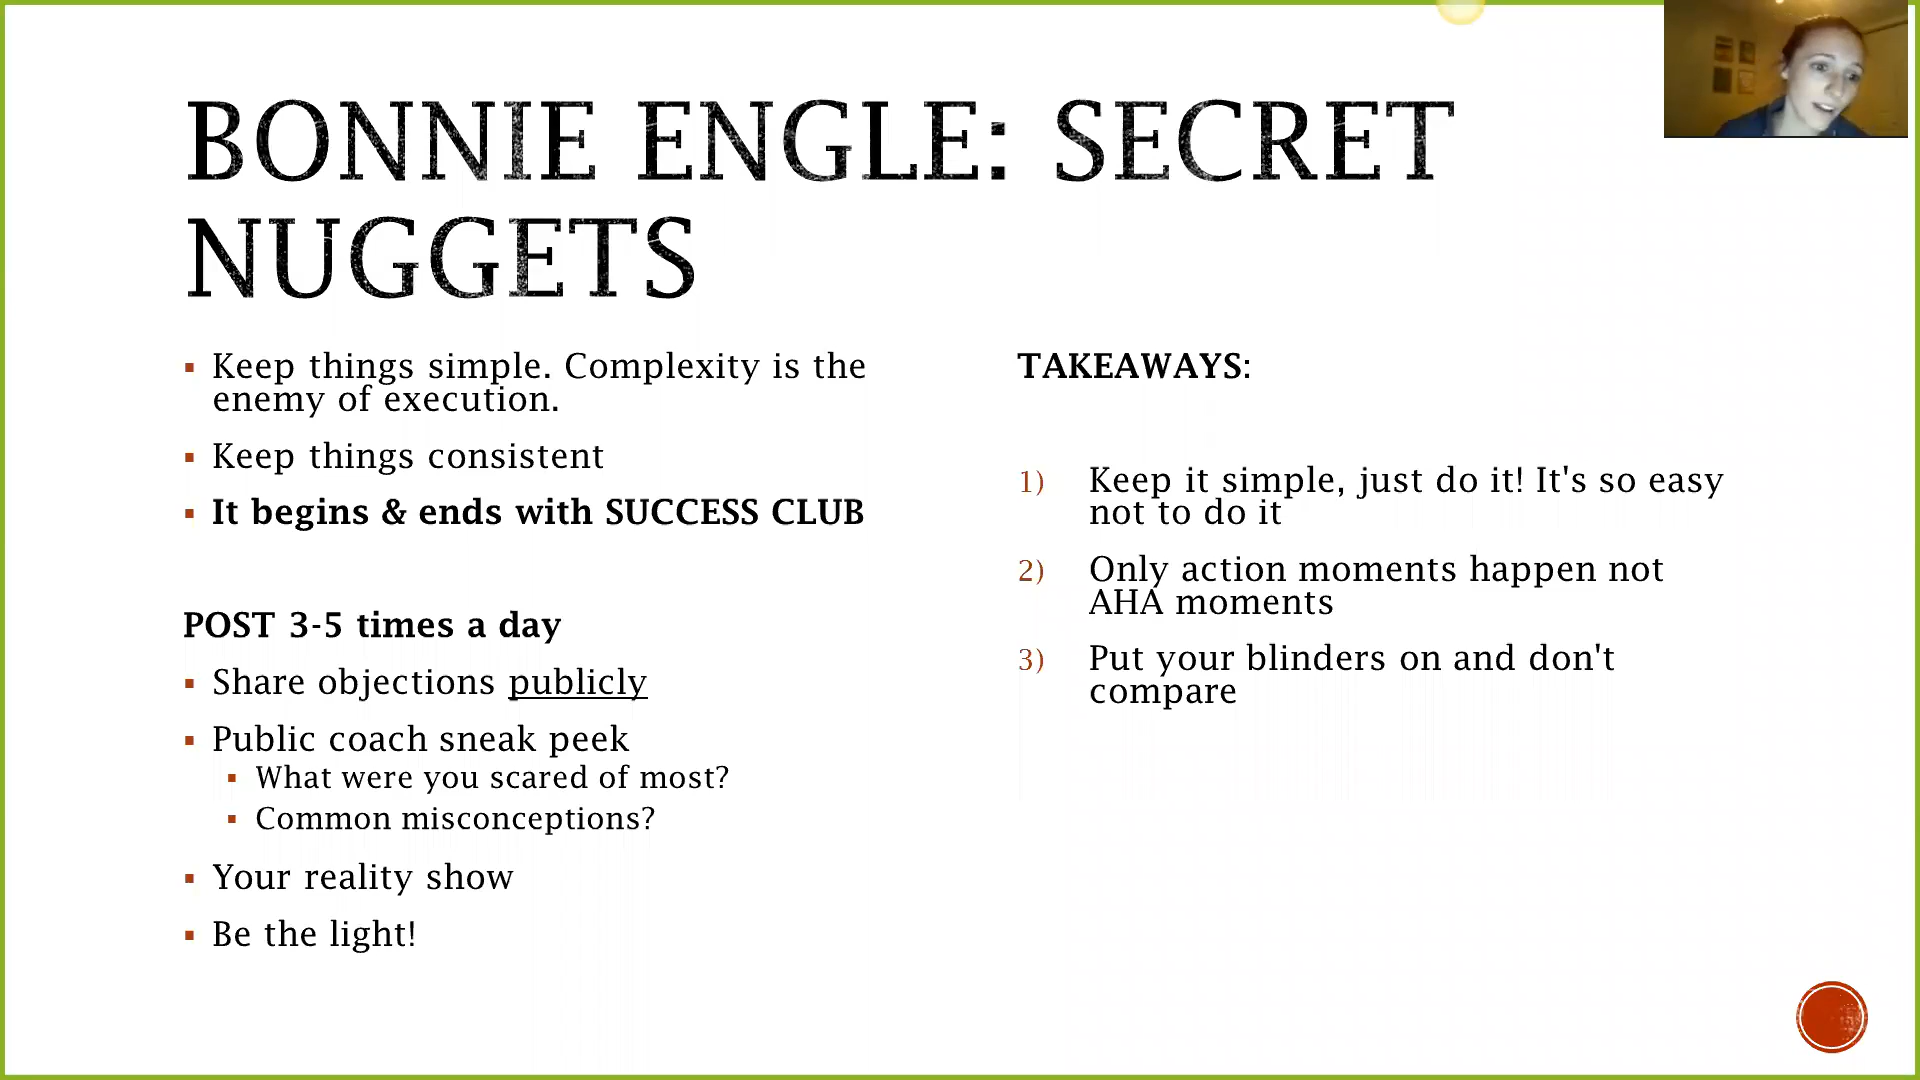 BONNIE ENGLE: SECRET
NUGGETS
Keep things simple. Complexity is the
enemy of execution.
Keep things consistent
It begins & ends with SUCCESS CLUB
POST 3-5 times a day
Share objections publicly
Public coach sneak peek
What were you scared of most?
Common misconceptions?
Your reality show
Be the light!
TAKEAWAYS:
1) Keep it simple, just do it! It's so easy
not to do it
2) Only action moments happen not
AHA moments
3) Put your blinders on and don't
compare